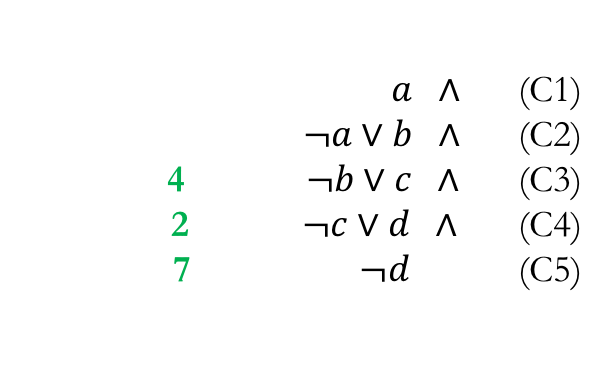 a ∧ (C1)
¬a ∨ b ∧ (C2)
4 ¬b ∨ c ∧ (C3)
2 ¬c ∨ d ∧ (C4)
7 ¬d (C5)